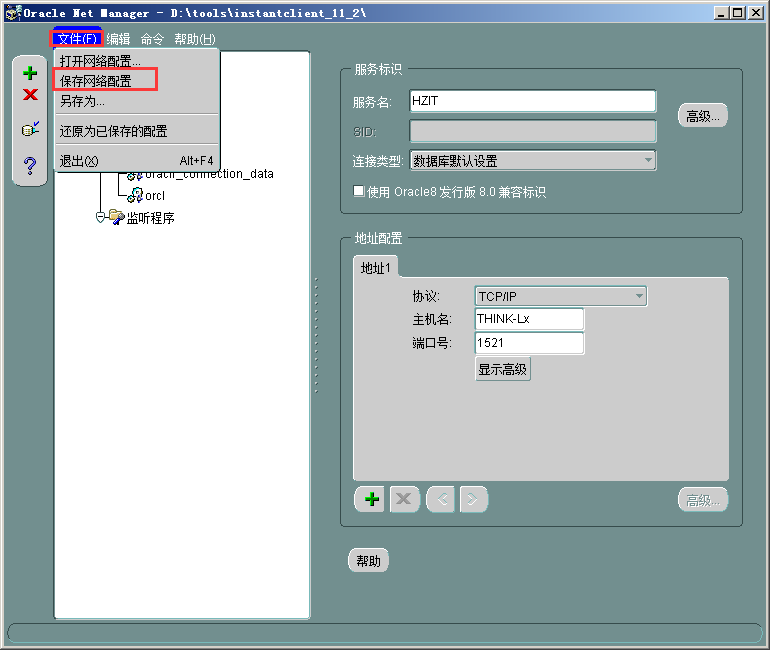 Oracle Net Manager - D:\tools\instantclient_11_2\
文件(F) 编辑 命令 帮助(H)
打开网络配置...
保存网络配置
另存为...
还原为已保存的配置
退出(X) Alt+F4
oraclr_connection_data
orcl
监听程序
服务标识
服务名: HZIT
SID:
连接类型: 数据库默认设置
高级...
使用 Oracle8 发行版 8.0 兼容标识
地址配置
地址1
协议: TCP/IP
主机名: THINK-Lx
端口号: 1521
显示高级
高级...
帮助